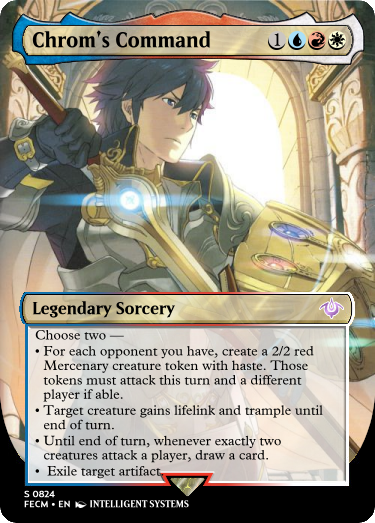 Chrom's Command 1
Legendary Sorcery
Choose two —
• For each opponent you have, create a 2/2 red
Mercenary creature token with haste. Those
tokens must attack this turn and a different
player if able.
• Target creature gains lifelink and trample until
end of turn.
• Until end of turn, whenever exactly two
creatures attack a player, draw a card.
• Exile target artifact.
S 0824
FECM • EN INTELLIGENT SYSTEMS